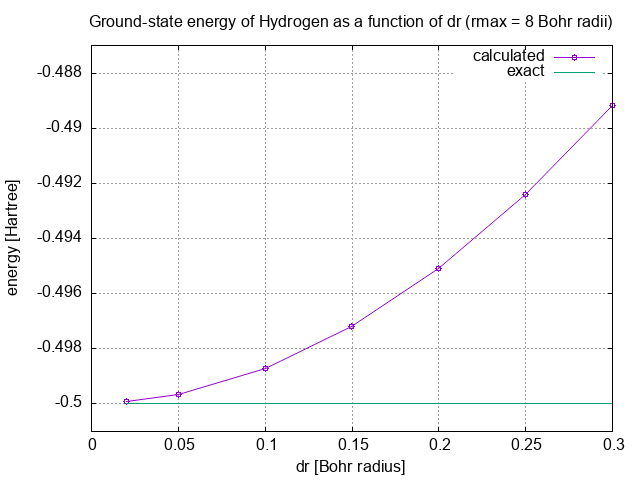 Ground-state energy of Hydrogen as a function of dr (rmax = 8 Bohr radii)
calculated
exact
-0.488
-0.49
-0.492
-0.494
-0.496
-0.498
-0.5
energy [Hartree]
0 0.05 0.1 0.15 0.2 0.25 0.3
dr [Bohr radius]